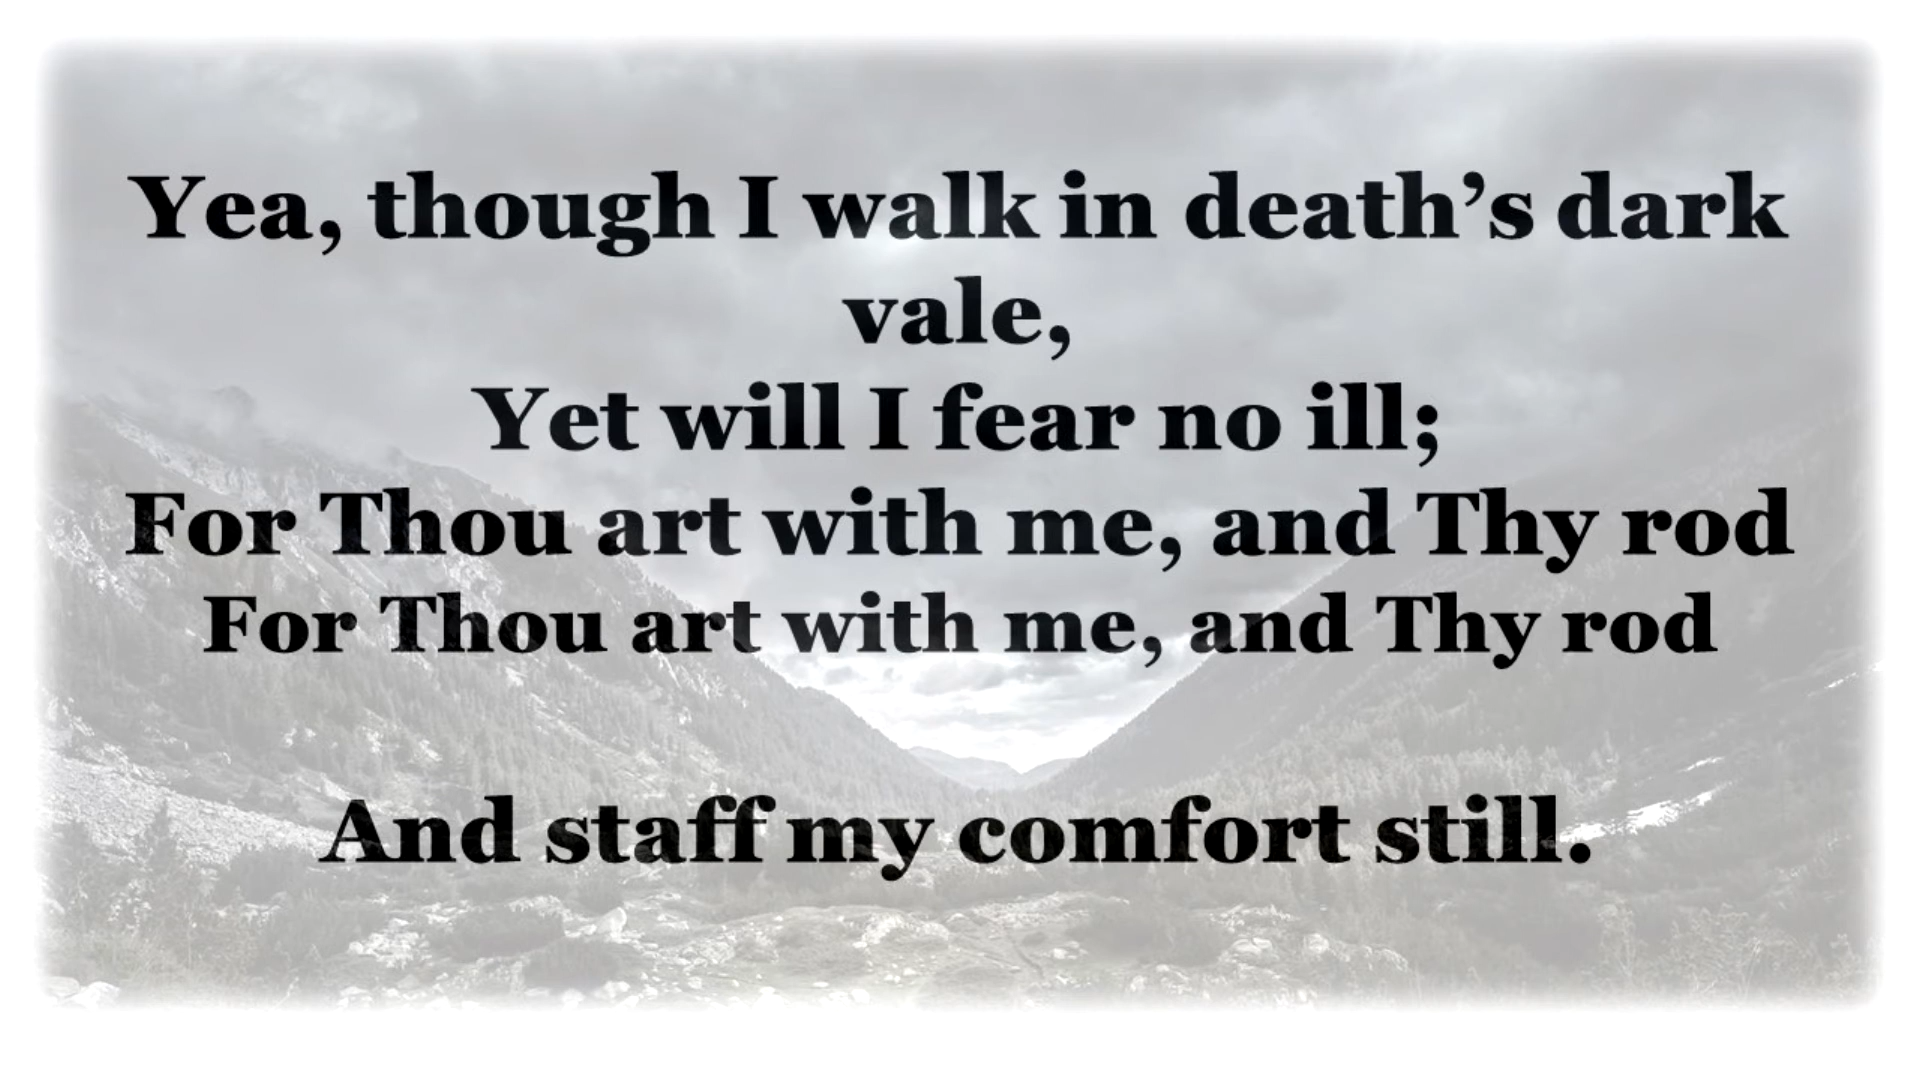 Yea, though I walk in death’s dark
vale,
Yet will I fear no ill;
For Thou art with me, and Thy rod
For Thou art with me, and Thy rod
And staff my comfort still.